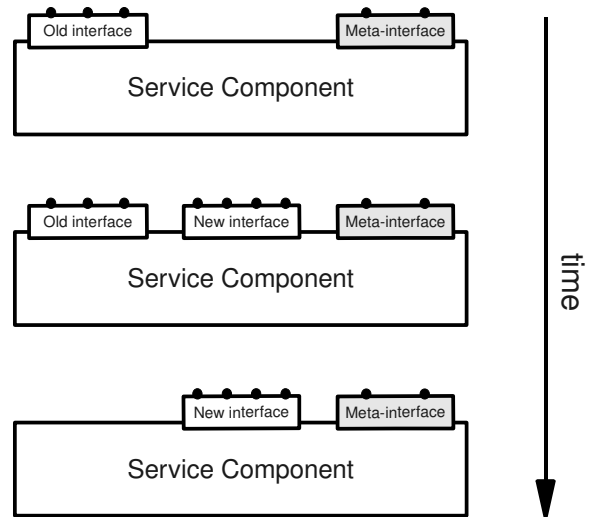 Old interface
Meta-interface
Service Component
Old interface
New interface
Meta-interface
Service Component
time
New interface
Meta-interface
Service Component